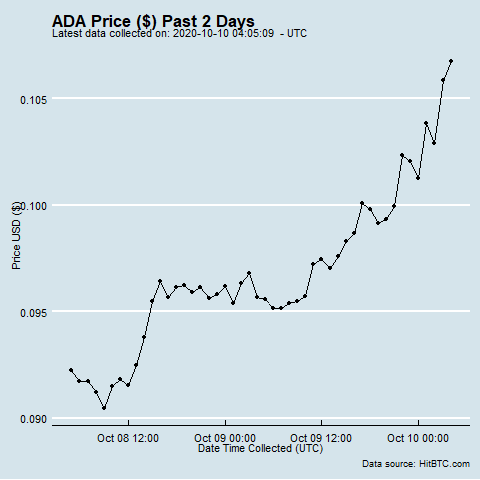 ADA Price ($) Past 2 Days
Latest data collected on: 2020-10-10 04:05:09 - UTC
0.105
0.100
0.095
0.090
Price USD ($)
Oct 08 12:00
Oct 09 00:00
Oct 09 12:00
Oct 10 00:00
Date Time Collected (UTC)
Data source: HitBTC.com